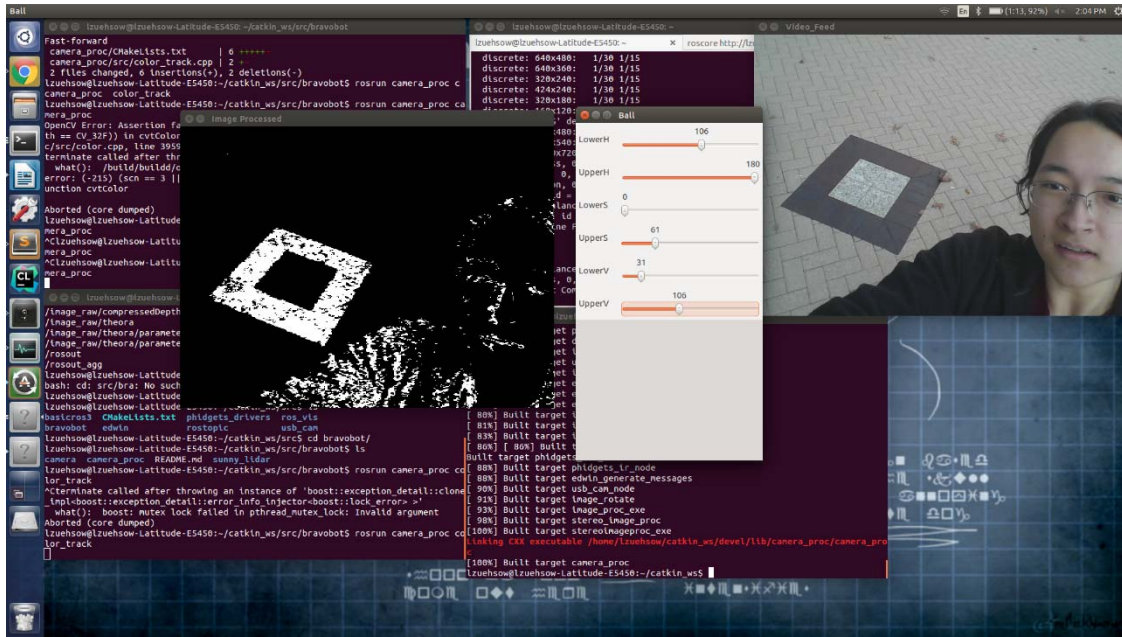 Ball
En
(1:13, 92%)
2:04 PM
lzuehsow@lzuehsow-Latitude-E5450: ~/catkin_ws/src/bravobot
Fast-forward
camera_proc/CMakeLists.txt | 6 +++++-
camera_proc/src/color_track.cpp | 2 +-
2 files changed, 6 insertions(+), 2 deletions(-)
lzuehsow@lzuehsow-Latitude-E5450:~/catkin_ws/src/bravobot$ rosrun camera_proc c
camera_proc color_track
lzuehsow@lzuehsow-Latitude-E5450:~/catkin_ws/src/bravobot$ rosrun camera_proc ca
mera_proc
OpenCV Error: Assertion fa
th == CV_32F)) in cvtColor
c/src/color.cpp, line 3959
terminate called after thr
what(): /build/buildd/o
error: (-215) (scn == 3 ||
unction cvtColor
Aborted (core dumped)
lzuehsow@lzuehsow-Latitude
mera_proc
^Clzuehsow@lzuehsow-Latitu
mera_proc
^Clzuehsow@lzuehsow-Latitu
mera_proc
lzuehsow@lzuehsow-Latitude-E5450: ~
lzuehsow@lzuehsow-Latitude-E5450: ~
× roscore http://lz
discrete: 640x480: 1/30 1/15
discrete: 640x360: 1/30 1/15
discrete: 320x240: 1/30 1/15
discrete: 424x240: 1/30 1/15
discrete: 320x180: 1/30 1/15
Video_Feed
Image Processed
Ball
LowerH 106
UpperH 180
LowerS 0
UpperS 61
LowerV 31
UpperV 106
/image_raw/compressedDepth
/image_raw/theora
/image_raw/theora/paramete
/image_raw/theora/paramete
/rosout
/rosout_agg
lzuehsow@lzuehsow-Latitude
bash: cd: src/bra: No such
lzuehsow@lzuehsow-Latitude
basicros3 CMakeLists.txt phidgets_drivers ros_vis
bravobot edwin rostopic usb_cam
lzuehsow@lzuehsow-Latitude-E5450:~/catkin_ws/src$ cd bravobot/
lzuehsow@lzuehsow-Latitude-E5450:~/catkin_ws/src/bravobot$ ls
camera camera_proc README.md sunny_lidar
lzuehsow@lzuehsow-Latitude-E5450:~/catkin_ws/src/bravobot$ rosrun camera_proc co
lor_track
^Cterminate called after throwing an instance of 'boost::exception_detail::clone
_impl<boost::exception_detail::error_info_injector<boost::lock_error> >'
what(): boost: mutex lock failed in pthread_mutex_lock: Invalid argument
Aborted (core dumped)
lzuehsow@lzuehsow-Latitude-E5450:~/catkin_ws/src/bravobot$ rosrun camera_proc co
lor_track
[ 80%] Built target i
[ 81%] Built target i
[ 83%] Built target i
[ 86%] [ 86%] Built t
Built target phidgets
[ 88%] Built target phidgets_ir_node
[ 88%] Built target edwin_generate_messages
[ 90%] Built target usb_cam_node
[ 91%] Built target image_rotate
[ 93%] Built target image_proc_exe
[ 98%] Built target stereo_image_proc
[100%] Built target stereoimageproc_exe
Linking CXX executable /home/lzuehsow/catkin_ws/devel/lib/camera_proc/camera_pro
c
[100%] Built target camera_proc
lzuehsow@lzuehsow-Latitude-E5450:~/catkin_ws$